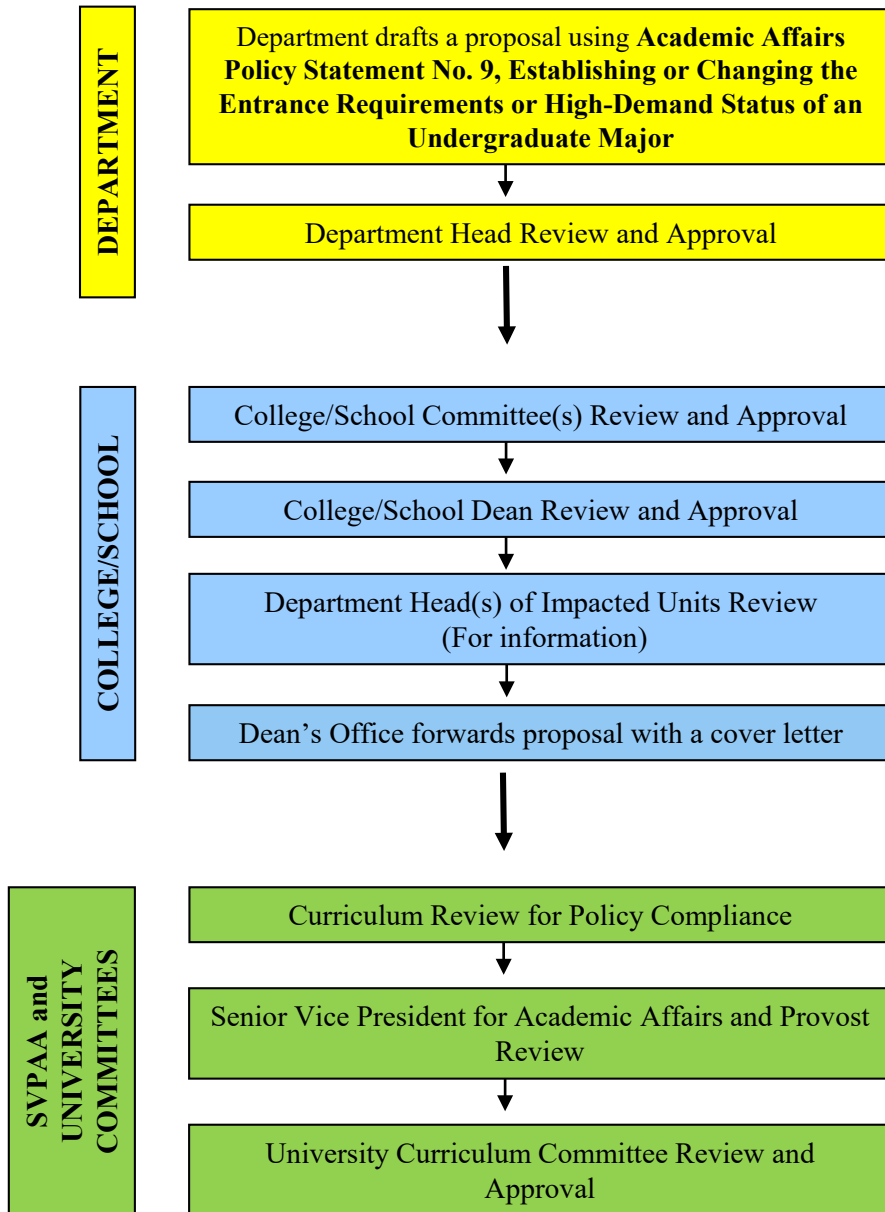 DEPARTMENT
Department drafts a proposal using Academic Affairs
Policy Statement No. 9, Establishing or Changing the
Entrance Requirements or High-Demand Status of an
Undergraduate Major
Department Head Review and Approval
COLLEGE/SCHOOL
College/School Committee(s) Review and Approval
College/School Dean Review and Approval
Department Head(s) of Impacted Units Review
(For information)
Dean’s Office forwards proposal with a cover letter
SVPAA and
UNIVERSITY
COMMITTEES
Curriculum Review for Policy Compliance
Senior Vice President for Academic Affairs and Provost
Review
University Curriculum Committee Review and
Approval